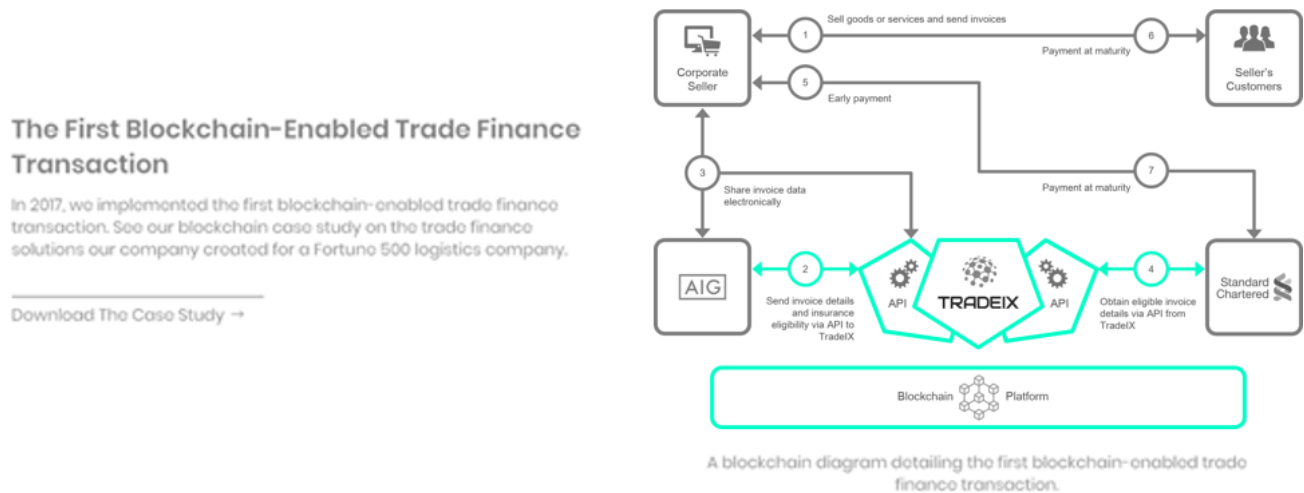 The First Blockchain-Enabled Trade Finance
Transaction
In 2017, we implemented the first blockchain-enabled trade finance
transaction. See our blockchain case study on the trade finance
solutions our company created for a Fortune 500 logistics company.
Download The Case Study →
Sell goods or services and send invoices
1
6
Payment at maturity
Corporate
Seller
Seller's
Customers
5
Early payment
3
Share invoice data
electronically
7
Payment at maturity
AIG
2
Send invoice details
and insurance
eligibility via API to
TradeIX
API
TRADEIX
API
4
Obtain eligible invoice
details via API from
TradeIX
Standard
Chartered
Blockchain Platform
A blockchain diagram detailing the first blockchain-enabled trade
finance transaction.